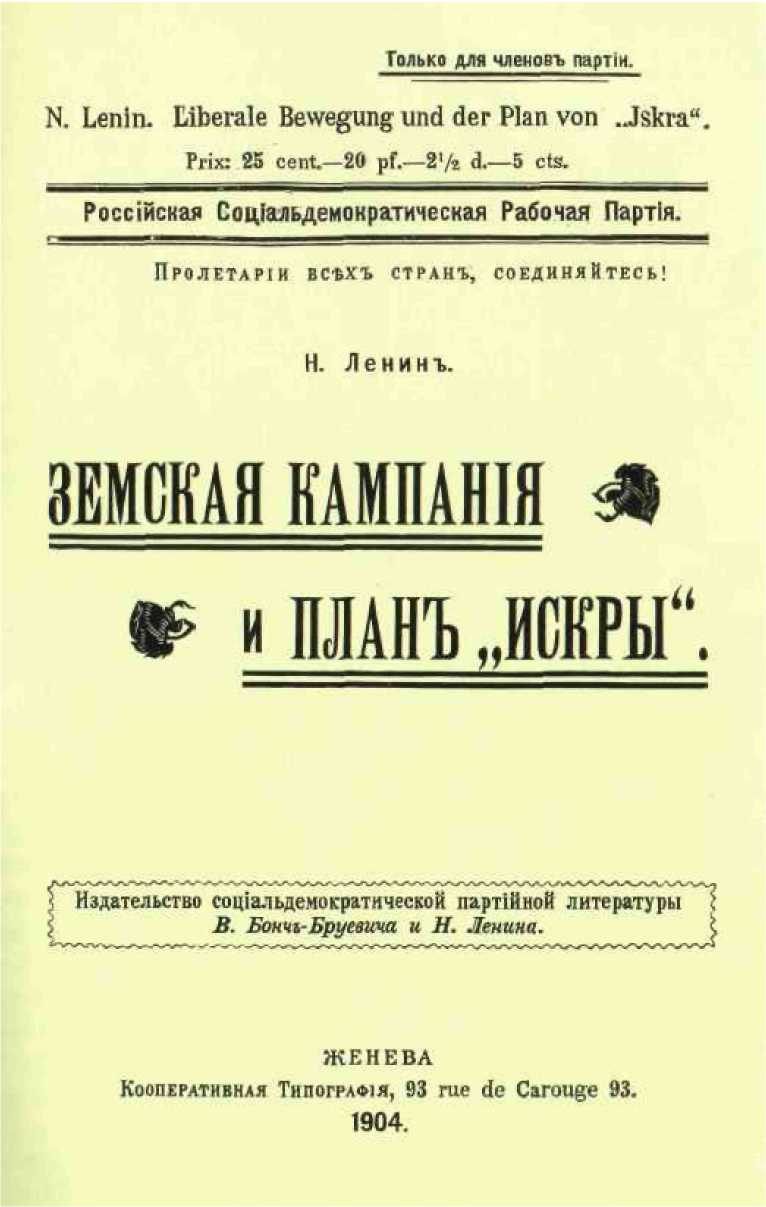 Только для членовъ партіи.
N. Lenin. Liberale Bewegung und der Plan von „Jskra“.
Prix: 25 cent.—20 pf.—2¹/₂ d.—5 cts.
Россійская Соціальдемократическая Рабочая Партія.
Пролетаріи всѣхъ странъ, соединяйтесь!
Н. Ленинъ.
ЗЕМСКАЯ КАМПАНІЯ
и ПЛАНЪ „ИСКРЫ“.
Издательство соціальдемократической партійной литературы
В. Бончъ-Бруевича и Н. Ленина.
ЖЕНЕВА
Кооперативная Типографія, 93 rue de Carouge 93.
1904.